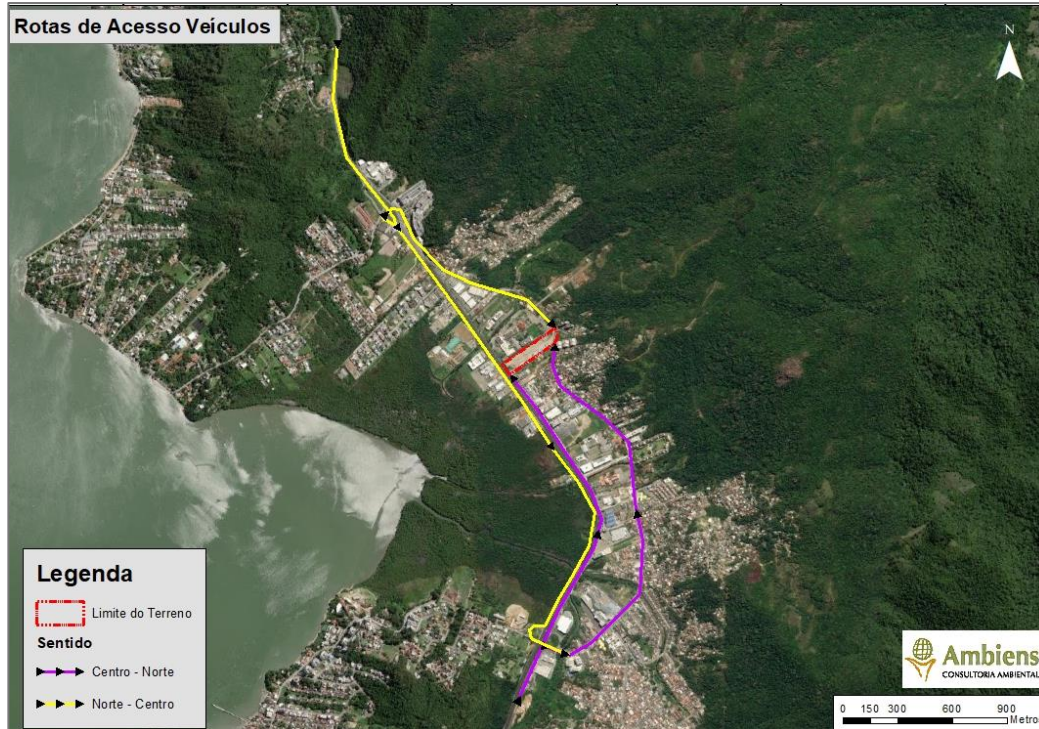 Rotas de Acesso Veículos
N
Legenda
Limite do Terreno
Sentido
Centro - Norte
Norte - Centro
Ambiens
CONSULTORIA AMBIENTAL
0 150 300 600 900
Metros